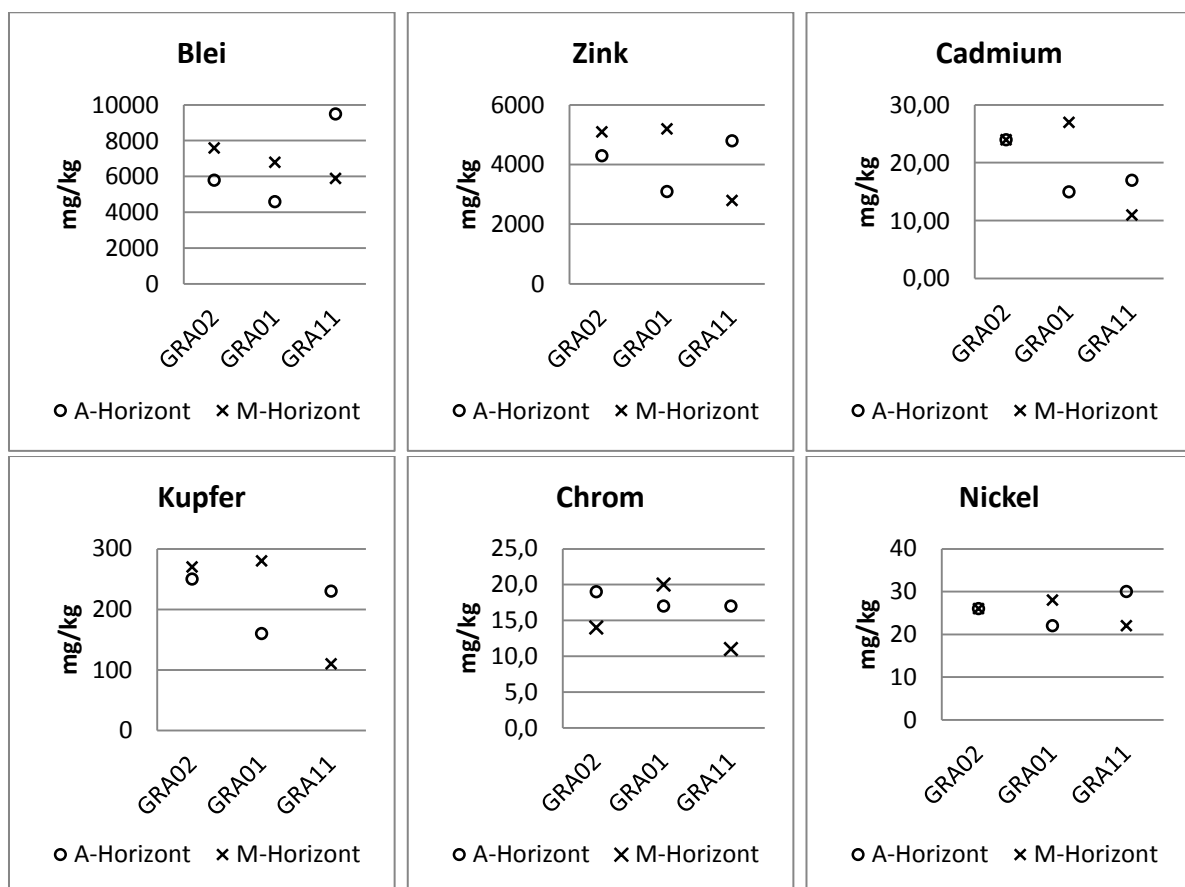 Blei
mg/kg
10000
8000
6000
4000
2000
0
GRA02
GRA01
GRA11
A-Horizont M-Horizont
Zink
mg/kg
6000
4000
2000
0
GRA02
GRA01
GRA11
A-Horizont M-Horizont
Cadmium
mg/kg
30,00
20,00
10,00
0,00
GRA02
GRA01
GRA11
A-Horizont M-Horizont
Kupfer
mg/kg
300
200
100
0
GRA02
GRA01
GRA11
A-Horizont M-Horizont
Chrom
mg/kg
25,0
20,0
15,0
10,0
5,0
0,0
GRA02
GRA01
GRA11
A-Horizont M-Horizont
Nickel
mg/kg
40
30
20
10
0
GRA02
GRA01
GRA11
A-Horizont M-Horizont